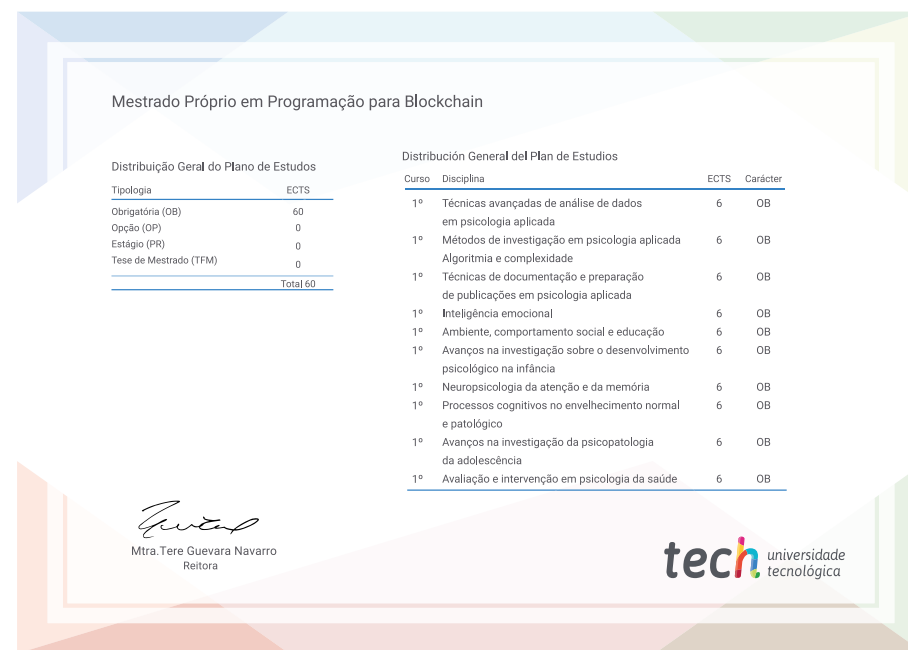 Mestrado Próprio em Programação para Blockchain
Distribuição Geral do Plano de Estudos
Tipologia ECTS
Obrigatória (OB) 60
Opção (OP) 0
Estágio (PR) 0
Tese de Mestrado (TFM) 0
Total 60
Distribución General del Plan de Estudios
Curso Disciplina ECTS Carácter
1º Técnicas avançadas de análise de dados 6 OB
em psicologia aplicada
1º Métodos de investigação em psicologia aplicada 6 OB
Algoritmia e complexidade
1º Técnicas de documentação e preparação 6 OB
de publicações em psicologia aplicada
1º Inteligência emocional 6 OB
1º Ambiente, comportamento social e educação 6 OB
1º Avanços na investigação sobre o desenvolvimento 6 OB
psicológico na infância
1º Neuropsicologia da atenção e da memória 6 OB
1º Processos cognitivos no envelhecimento normal 6 OB
e patológico
1º Avanços na investigação da psicopatologia 6 OB
da adolescência
1º Avaliação e intervenção em psicologia da saúde 6 OB
Mtra.Tere Guevara Navarro
Reitora
tech universidade
tecnológica